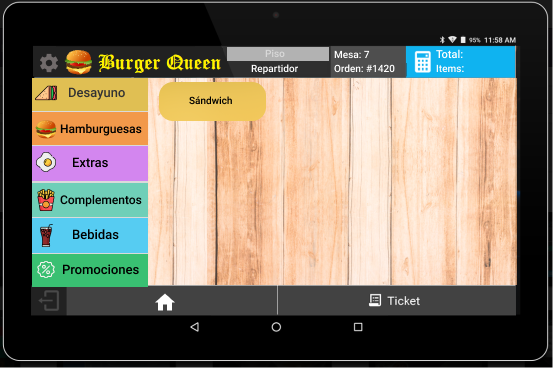 95% 11:58 AM
Burger Queen
Piso
Repartidor
Mesa: 7
Orden: #1420
Total:
Items:
Desayuno
Sándwich
Hamburguesas
Extras
Complementos
Bebidas
Promociones
Ticket